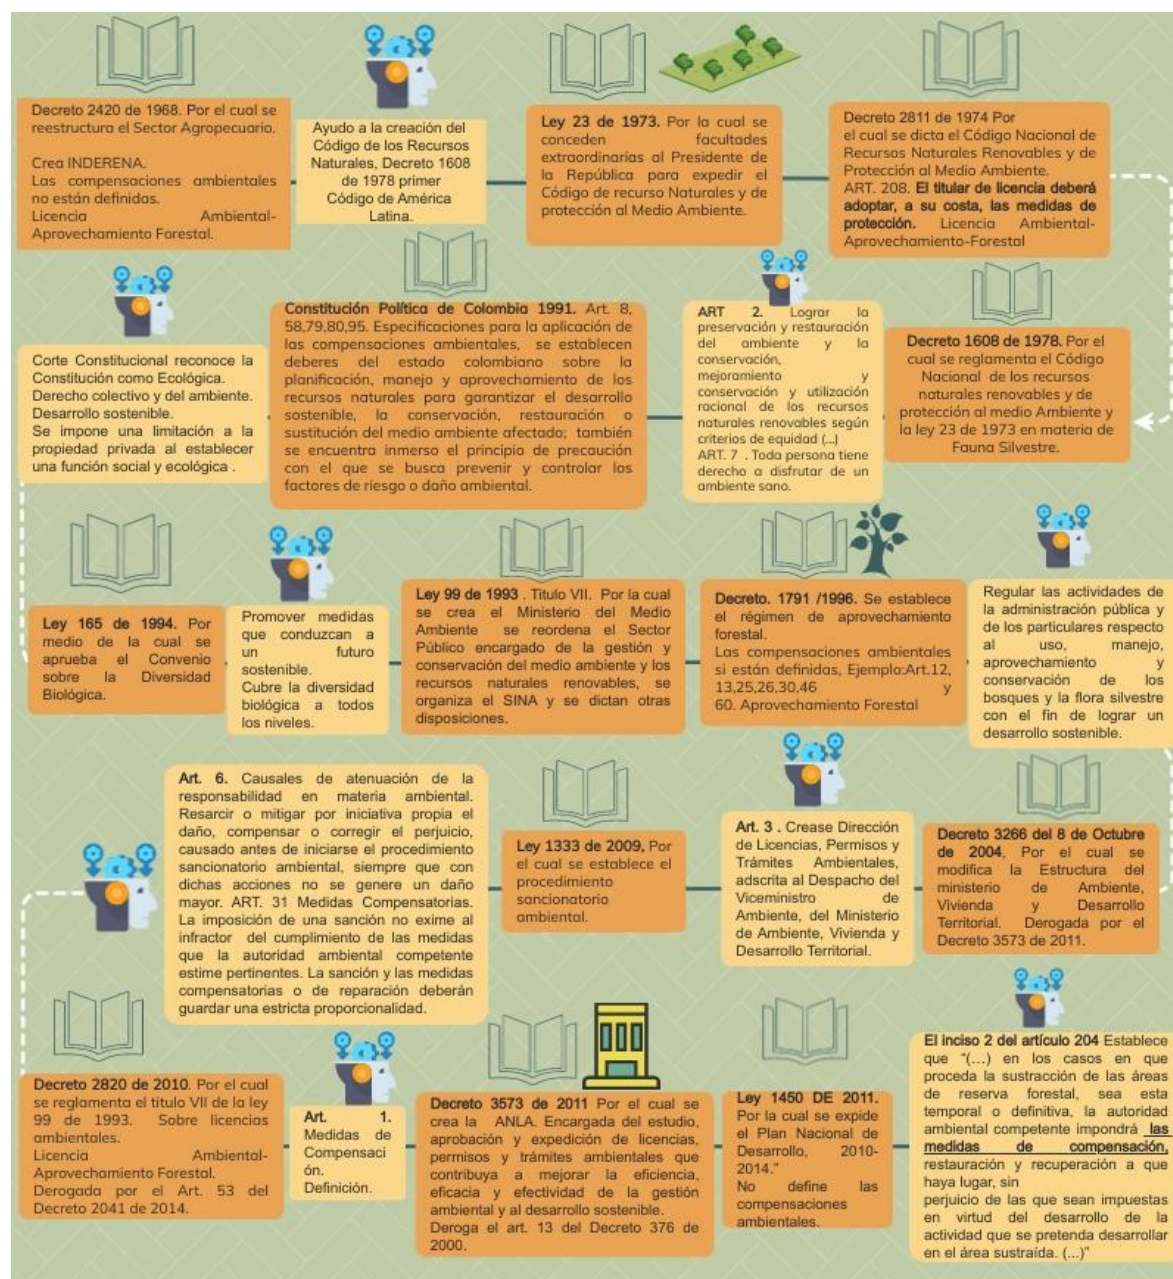 Decreto 2420 de 1968. Por el cual se
reestructura el Sector Agropecuario.
Crea INDERENA.
Las compensaciones ambientales
no están definidas.
Licencia Ambiental-
Aprovechamiento Forestal.
Ayudo a la creación del
Código de los Recursos
Naturales, Decreto 1608
de 1978 primer
Código de América
Latina.
Ley 23 de 1973. Por la cual se
conceden facultades
extraordinarias al Presidente de
la República para expedir el
Código de recurso Naturales y de
protección al Medio Ambiente.
Decreto 2811 de 1974 Por
el cual se dicta el Código Nacional de
Recursos Naturales Renovables y de
Protección al Medio Ambiente.
ART. 208. El titular de licencia deberá
adoptar, a su costa, las medidas de
protección. Licencia Ambiental-
Aprovechamiento-Forestal
Decreto 1608 de 1978. Por el
cual se reglamenta el Código
Nacional de los recursos
naturales renovables y de
protección al medio Ambiente y
la ley 23 de 1973 en materia de
Fauna Silvestre.
ART 2. Lograr la
preservación y restauración
del ambiente y la
conservación,
mejoramiento y
conservación y utilización
racional de los recursos
naturales renovables según
criterios de equidad (...)
ART. 7 . Toda persona tiene
derecho a disfrutar de un
ambiente sano.
Constitución Política de Colombia 1991. Art. 8,
58,79,80,95. Especificaciones para la aplicación de
las compensaciones ambientales, se establecen
deberes del estado colombiano sobre la
planificación, manejo y aprovechamiento de los
recursos naturales para garantizar el desarrollo
sostenible, la conservación, restauración o
sustitución del medio ambiente afectado; también
se encuentra inmerso el principio de precaución
con el que se busca prevenir y controlar los
factores de riesgo o daño ambiental.
Corte Constitucional reconoce la
Constitución como Ecológica.
Derecho colectivo y del ambiente.
Desarrollo sostenible.
Se impone una limitación a la
propiedad privada al establecer
una función social y ecológica .
Ley 165 de 1994. Por
medio de la cual se
aprueba el Convenio
sobre la Diversidad
Biológica.
Promover medidas
que conduzcan a
un futuro
sostenible.
Cubre la diversidad
biológica a todos
los niveles.
Ley 99 de 1993 . Titulo VII. Por la cual
se crea el Ministerio del Medio
Ambiente se reordena el Sector
Público encargado de la gestión y
conservación del medio ambiente y los
recursos naturales renovables, se
organiza el SINA y se dictan otras
disposiciones.
Decreto. 1791 /1996. Se establece
el régimen de aprovechamiento
forestal.
Las compensaciones ambientales
si están definidas, Ejemplo:Art.12,
13,25,26,30,46 y
60. Aprovechamiento Forestal
Regular las actividades de
la administración pública y
de los particulares respecto
al uso, manejo,
aprovechamiento y
conservación de los
bosques y la flora silvestre
con el fin de lograr un
desarrollo sostenible.
Decreto 3266 del 8 de Octubre
de 2004, Por el cual se
modifica la Estructura del
ministerio de Ambiente,
Vivienda y Desarrollo
Territorial. Derogada por el
Decreto 3573 de 2011.
Art. 3 . Crease Dirección
de Licencias, Permisos y
Trámites Ambientales,
adscrita al Despacho del
Viceministro de
Ambiente, del Ministerio
de Ambiente, Vivienda y
Desarrollo Territorial.
Ley 1333 de 2009, Por
el cual se establece el
procedimiento
sancionatorio
ambiental.
Art. 6. Causales de atenuación de la
responsabilidad en materia ambiental.
Resarcir o mitigar por iniciativa propia el
daño, compensar o corregir el perjuicio,
causado antes de iniciarse el procedimiento
sancionatorio ambiental, siempre que con
dichas acciones no se genere un daño
mayor. ART. 31 Medidas Compensatorias.
La imposición de una sanción no exime al
infractor del cumplimiento de las medidas
que la autoridad ambiental competente
estime pertinentes. La sanción y las medidas
compensatorias o de reparación deberán
guardar una estricta proporcionalidad.
Decreto 2820 de 2010. Por el cual
se reglamenta el titulo VII de la ley
99 de 1993. Sobre licencias
ambientales.
Licencia Ambiental-
Aprovechamiento Forestal.
Derogada por el Art. 53 del
Decreto 2041 de 2014.
Art. 1.
Medidas de
Compensaci
ón.
Definición.
Decreto 3573 de 2011 Por el cual se
crea la ANLA. Encargada del estudio,
aprobación y expedición de licencias,
permisos y trámites ambientales que
contribuya a mejorar la eficiencia,
eficacia y efectividad de la gestión
ambiental y al desarrollo sostenible.
Deroga el art. 13 del Decreto 376 de
2000.
Ley 1450 DE 2011.
Por la cual se expide
el Plan Nacional de
Desarrollo, 2010-
2014."
No define las
compensaciones
ambientales.
El inciso 2 del artículo 204 Establece
que "(...) en los casos en que
proceda la sustracción de las áreas
de reserva forestal, sea esta
temporal o definitiva, la autoridad
ambiental competente impondrá las
medidas de compensación,
restauración y recuperación a que
haya lugar, sin
perjuicio de las que sean impuestas
en virtud del desarrollo de la
actividad que se pretenda desarrollar
en el área sustraída. (...)"